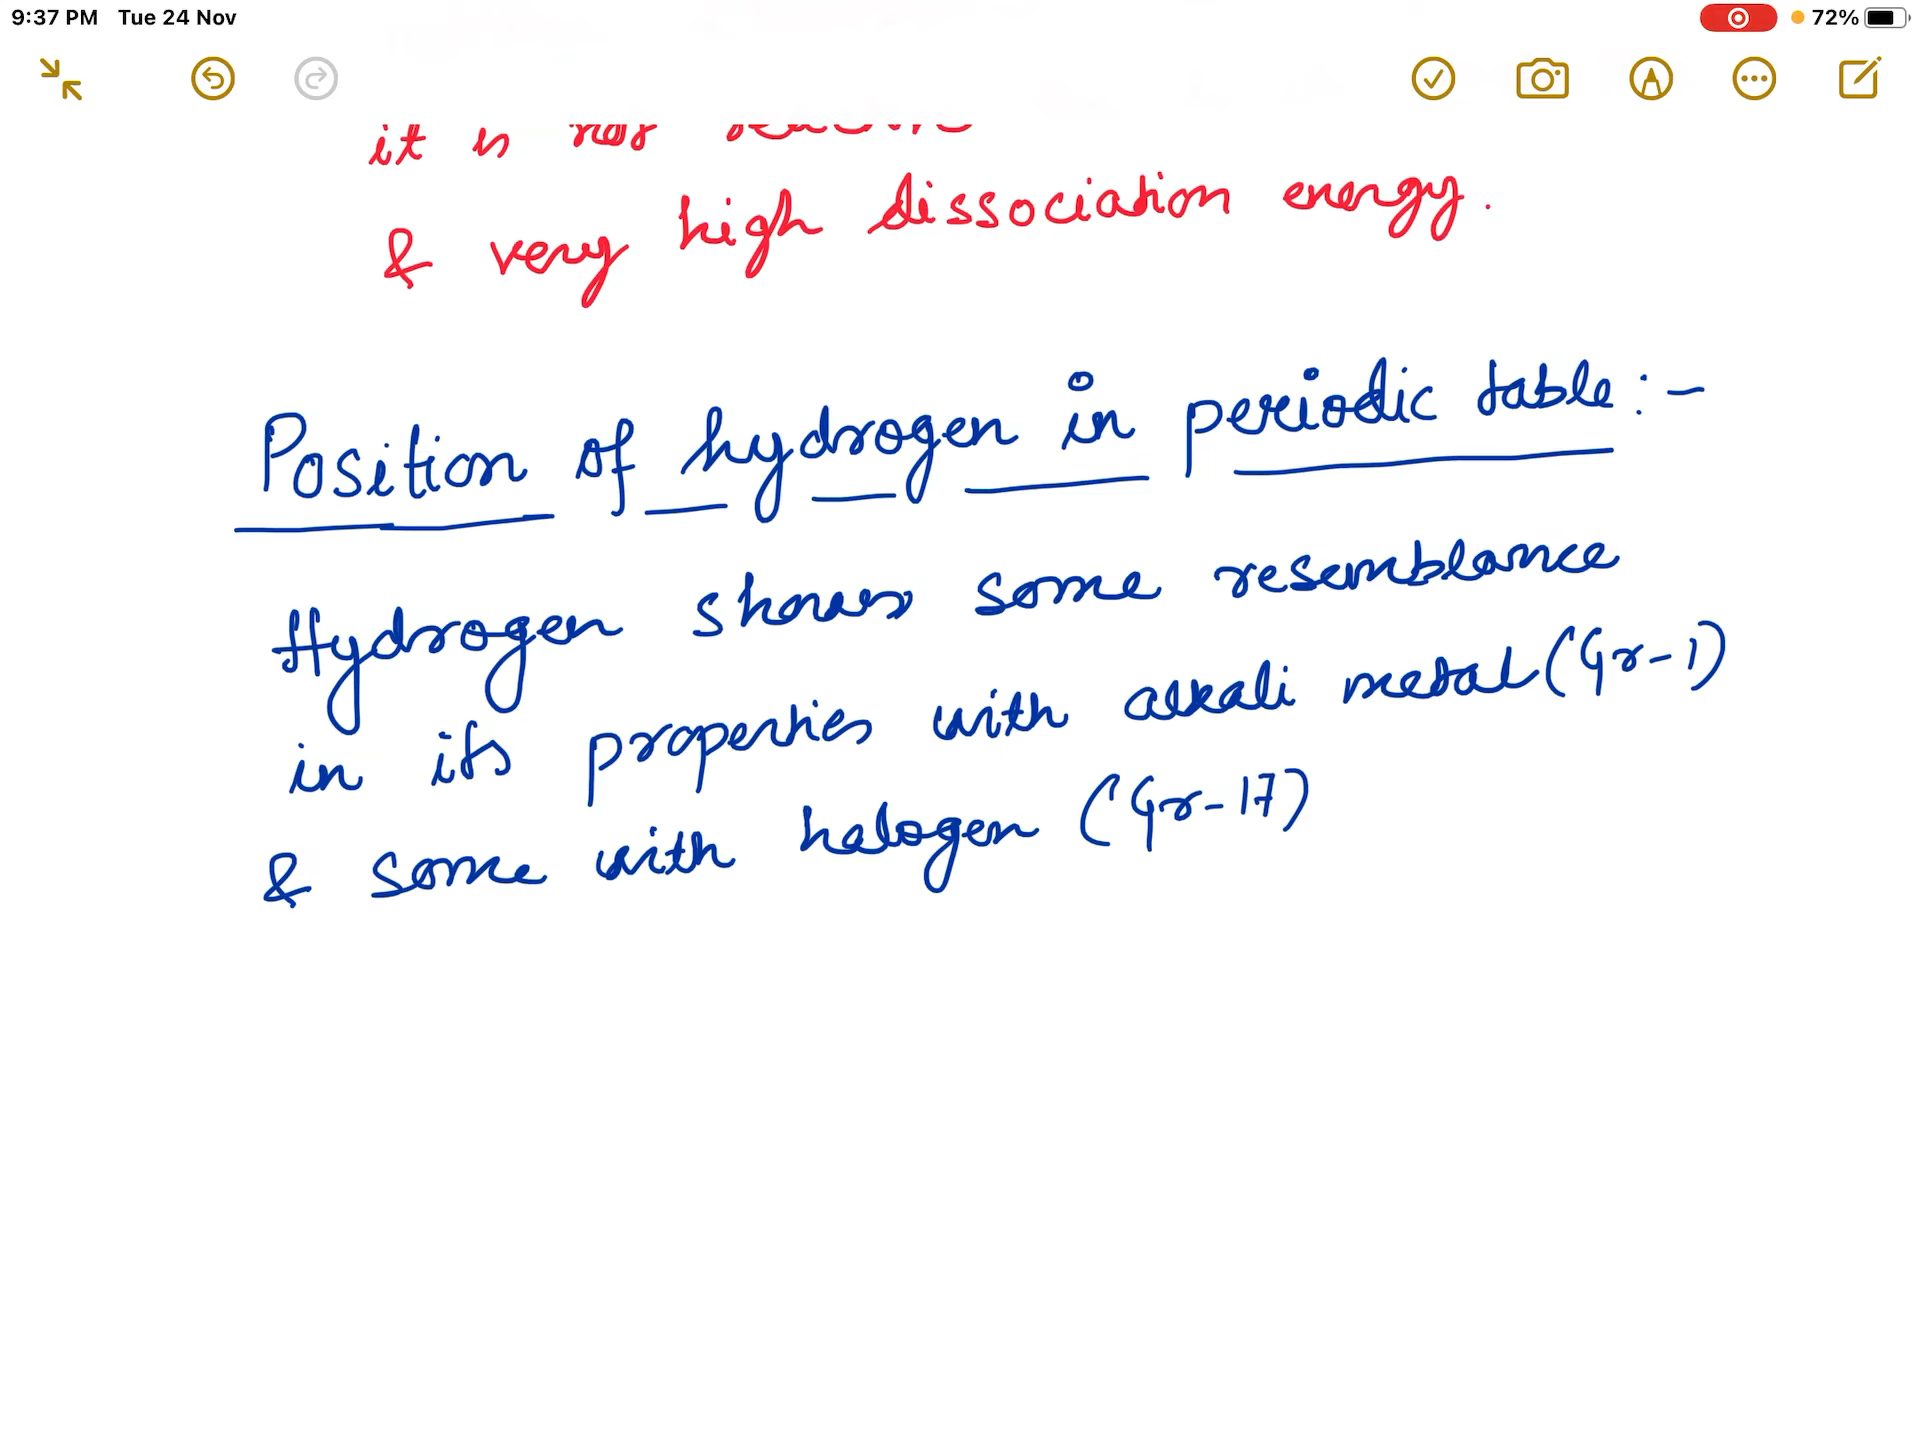 9:37 PM Tue 24 Nov 72%
it is not
& very high dissociation energy.
Position of hydrogen in periodic table :-
Hydrogen shows some resemblance
in its properties with alkali metal (Gr-1)
& some with halogen (Gr-17)